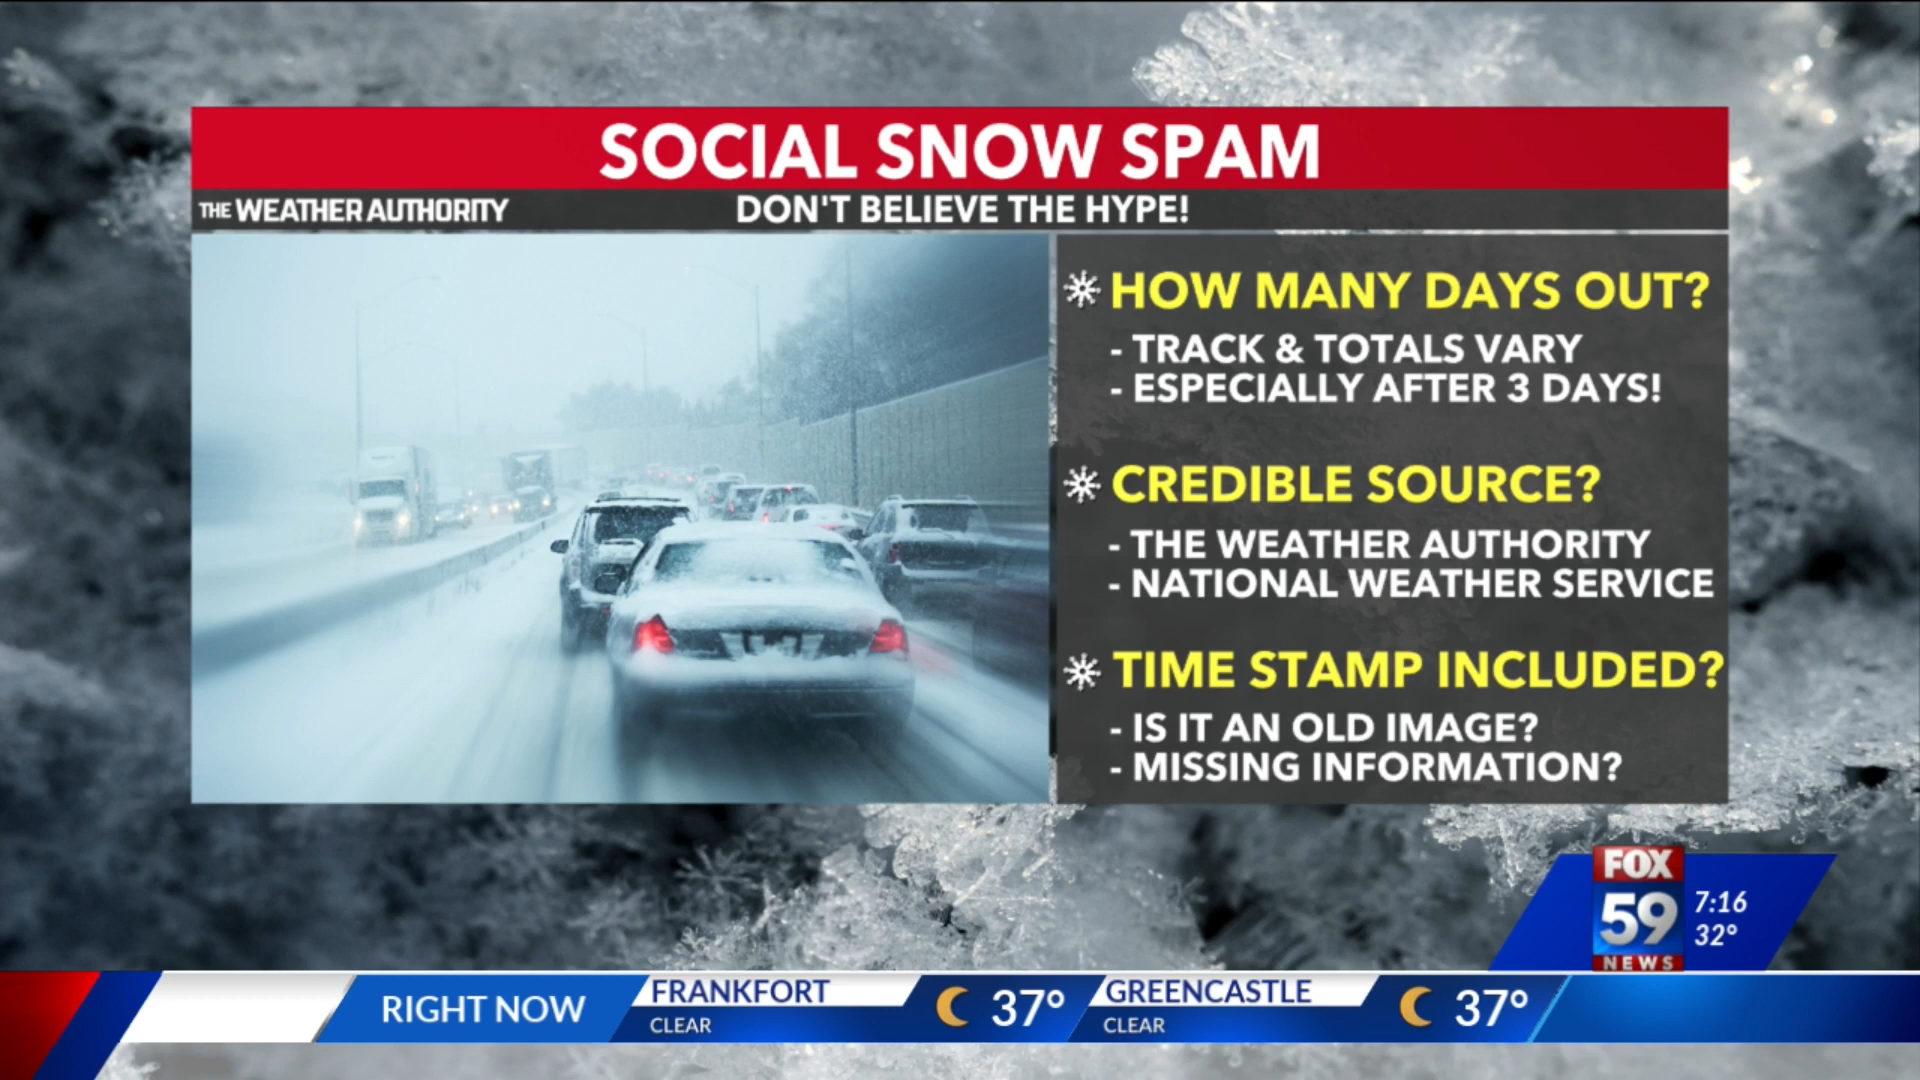 SOCIAL SNOW SPAM
THE WEATHER AUTHORITY
DON'T BELIEVE THE HYPE!
HOW MANY DAYS OUT?
- TRACK & TOTALS VARY
- ESPECIALLY AFTER 3 DAYS!
CREDIBLE SOURCE?
- THE WEATHER AUTHORITY
- NATIONAL WEATHER SERVICE
TIME STAMP INCLUDED?
- IS IT AN OLD IMAGE?
- MISSING INFORMATION?
FOX
59
NEWS
7:16
32°
RIGHT NOW
FRANKFORT
CLEAR
37°
GREENCASTLE
CLEAR
37°